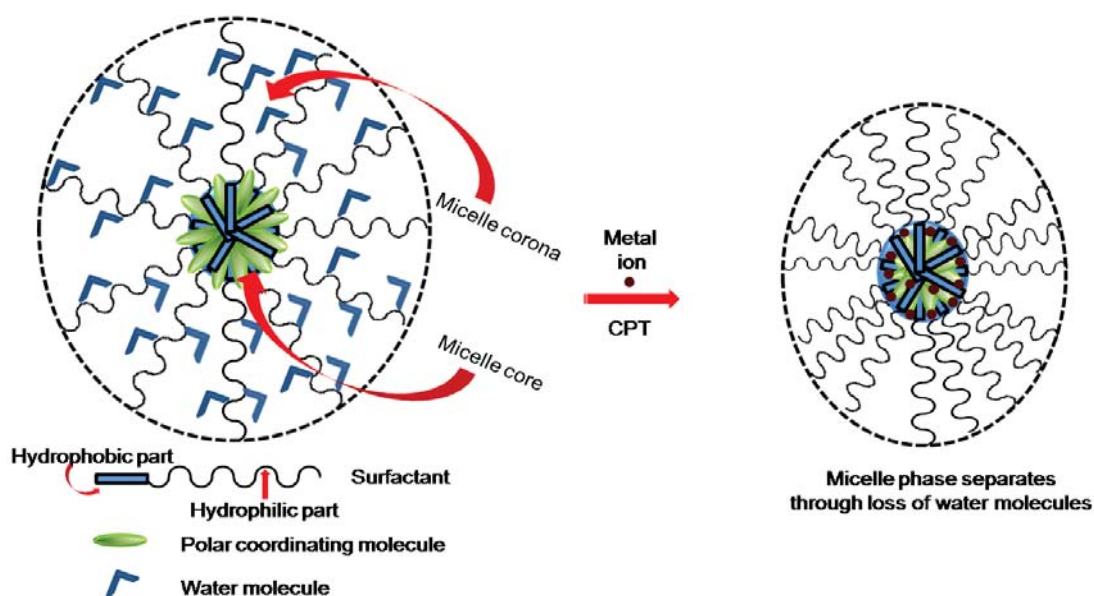 Micelle corona
Metal
ion
CPT
Micelle core
Hydrophobic part
Surfactant
Hydrophilic part
Polar coordinating molecule
Water molecule
Micelle phase separates
through loss of water molecules